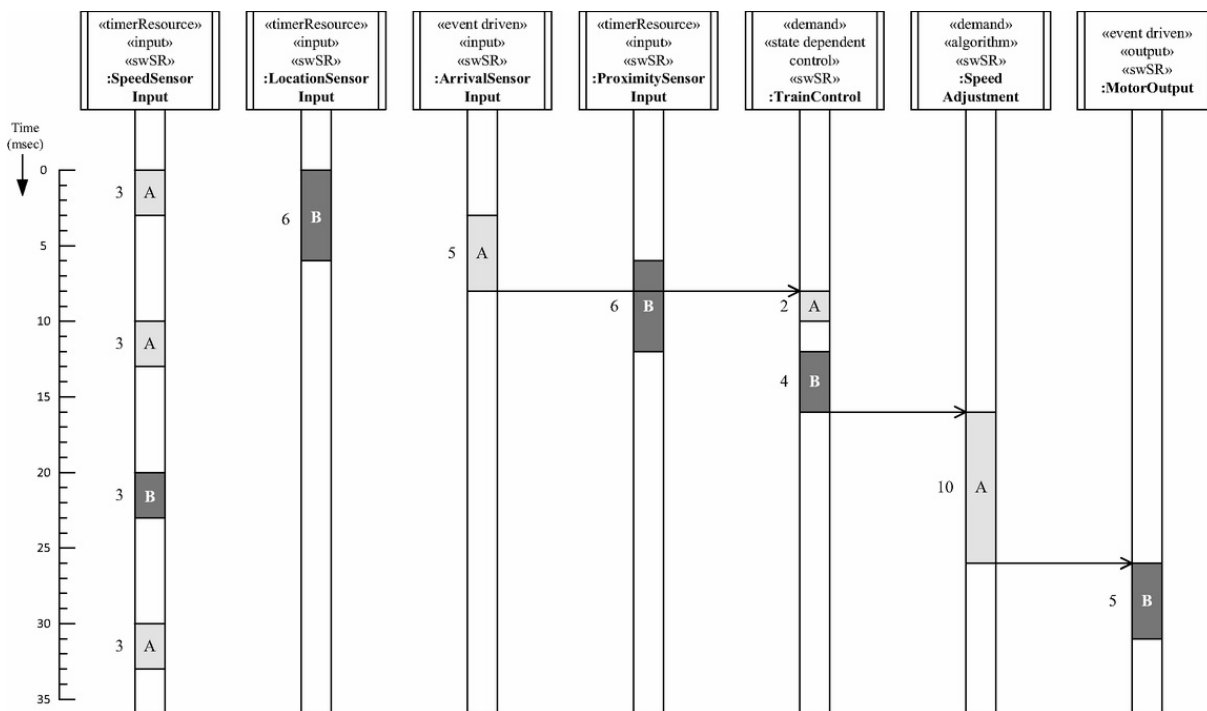 «timerResource»
«input»
«swSR»
:SpeedSensor
Input
«timerResource»
«input»
«swSR»
:LocationSensor
Input
«event driven»
«input»
«swSR»
:ArrivalSensor
Input
«timerResource»
«input»
«swSR»
:ProximitySensor
Input
«demand»
«state dependent
control»
«swSR»
:TrainControl
«demand»
«algorithm»
«swSR»
:Speed
Adjustment
«event driven»
«output»
«swSR»
:MotorOutput
Time
(msec)
0
3 A
6 B
5
5 A
6 B
2 A
10
3 A
4 B
15
20
3 B
10 A
25
5 B
30
3 A
35